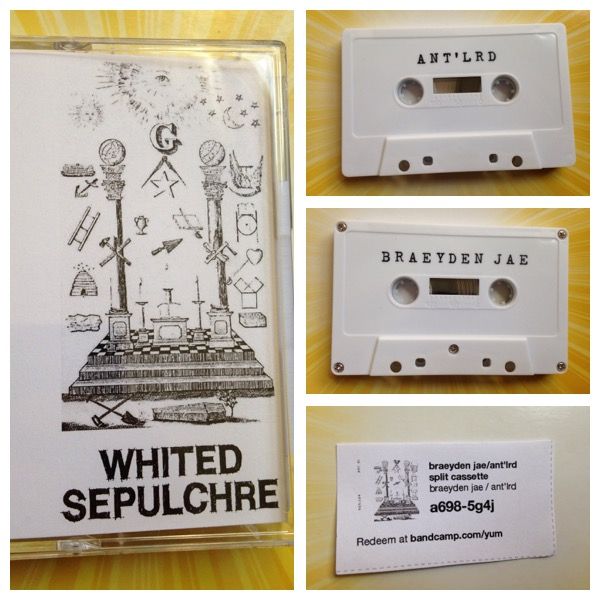 G
WHITED
SEPULCHRE
ANT'LRD
BRAEYDEN JAE
braeyden jae/ant'lrd
split cassette
braeyden jae / ant'lrd
a698-5g4j
Redeem at bandcamp.com/yum